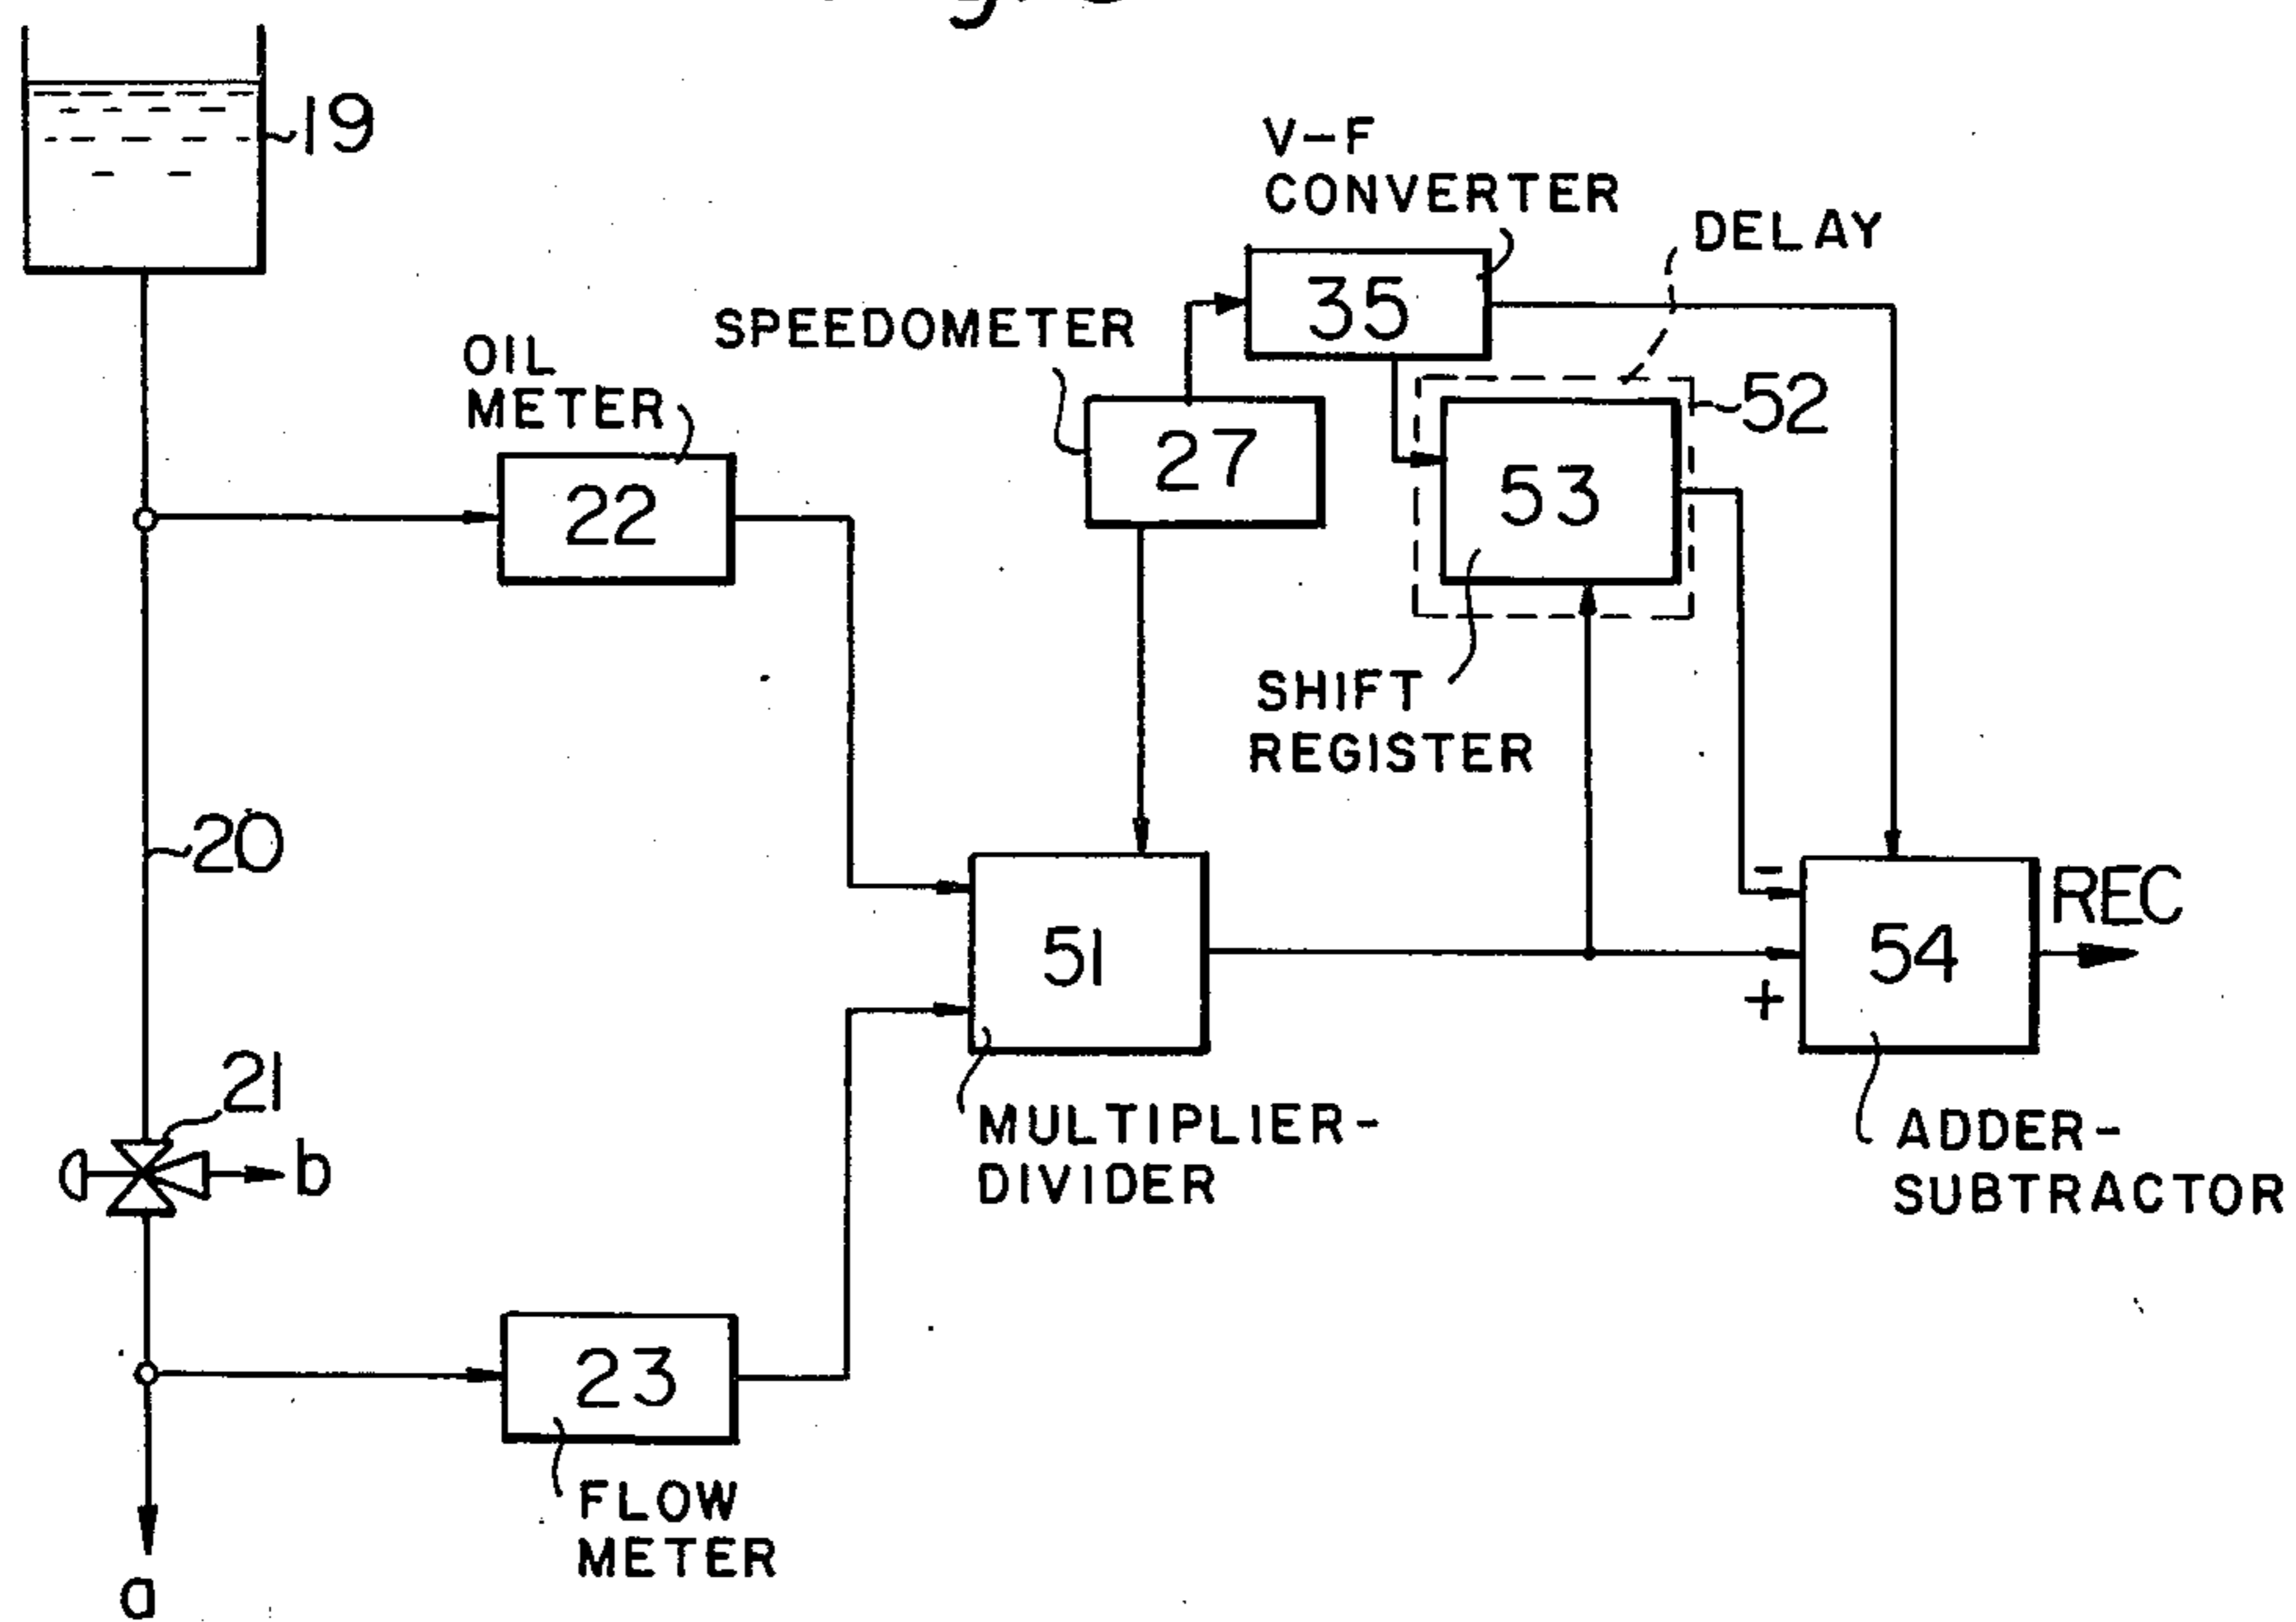 19
V-F
CONVERTER
DELAY
35
SPEEDOMETER
OIL
METER
52
27
53
22
SHIFT
REGISTER
20
-
REC
51
54
+
21
b
MULTIPLIER-
DIVIDER
ADDER-
SUBTRACTOR
23
FLOW
METER
a